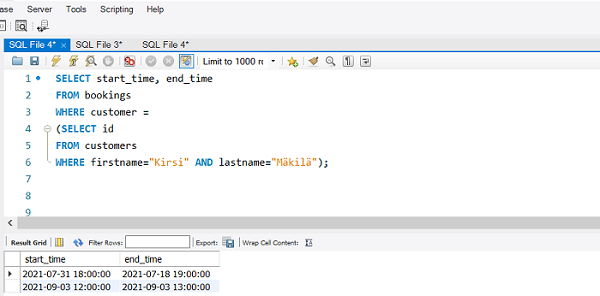 ase Server Tools Scripting Help
SQL File 4* × SQL File 3* SQL File 4*
Limit to 1000 rc
1 SELECT start_time, end_time
2 FROM bookings
3 WHERE customer =
4 (SELECT id
5 FROM customers
6 WHERE firstname="Kirsi" AND lastname="Mäkilä");
7
8
9
Result Grid Filter Rows: Export: Wrap Cell Content:
start_time end_time
2021-07-31 18:00:00 2021-07-18 19:00:00
2021-09-03 12:00:00 2021-09-03 13:00:00